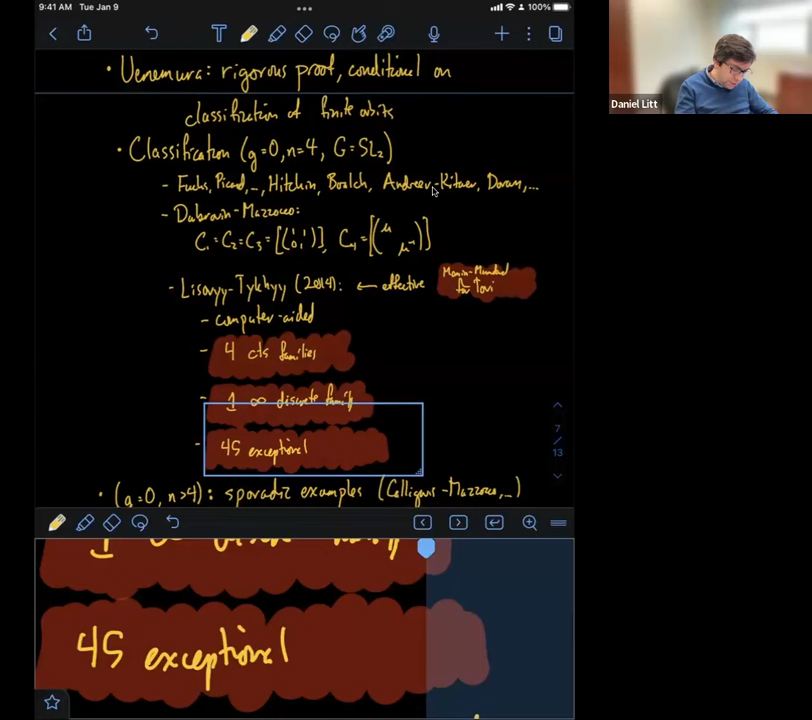 9:41 AM Tue Jan 9
100%
Daniel Litt
• Umemura: rigorous proof, conditional on
classification of finite orbits
• Classification (g=0, n=4, G=SL₂)
- Fuchs, Picard, …, Hitchin, Boalch, Andreev-Kitaev, Doran, …
- Dubrovin-Mazzocco:
C₁=C₂=C₃=[(1 1 0 1)], C₄=[(μ μ⁻¹)]
- Lisovyy-Tykhyy (2014): ← effective Manin-Mumford
for Tori
- computer-aided
- 4 cts families
- 1 ∞ discrete family
- 45 exceptional
• (g=0, n>4): sporadic examples (Calligaris-Mazzocco, …)
7
/
13
45 exceptional